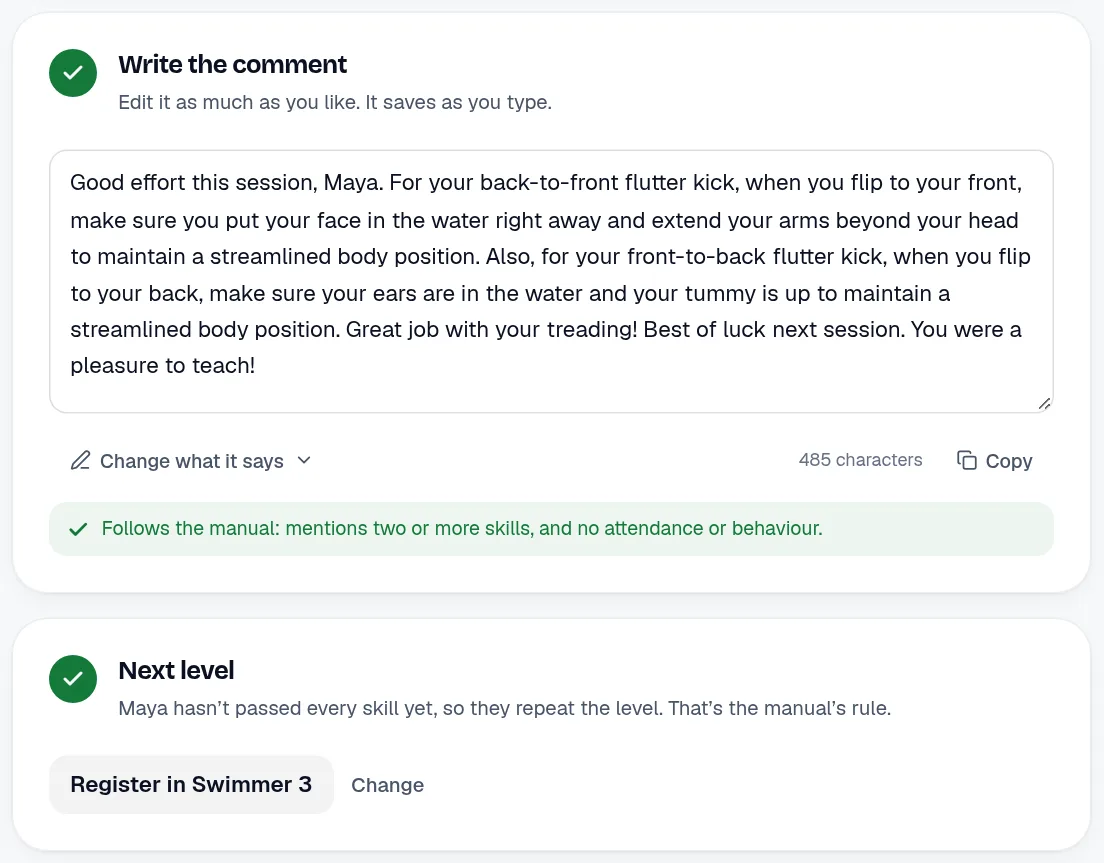 Write the comment
Edit it as much as you like. It saves as you type.
Good effort this session, Maya. For your back-to-front flutter kick, when you flip to your front,
make sure you put your face in the water right away and extend your arms beyond your head
to maintain a streamlined body position. Also, for your front-to-back flutter kick, when you flip
to your back, make sure your ears are in the water and your tummy is up to maintain a
streamlined body position. Great job with your treading! Best of luck next session. You were a
pleasure to teach!
Change what it says
485 characters
Copy
Follows the manual: mentions two or more skills, and no attendance or behaviour.
Next level
Maya hasn’t passed every skill yet, so they repeat the level. That’s the manual’s rule.
Register in Swimmer 3
Change